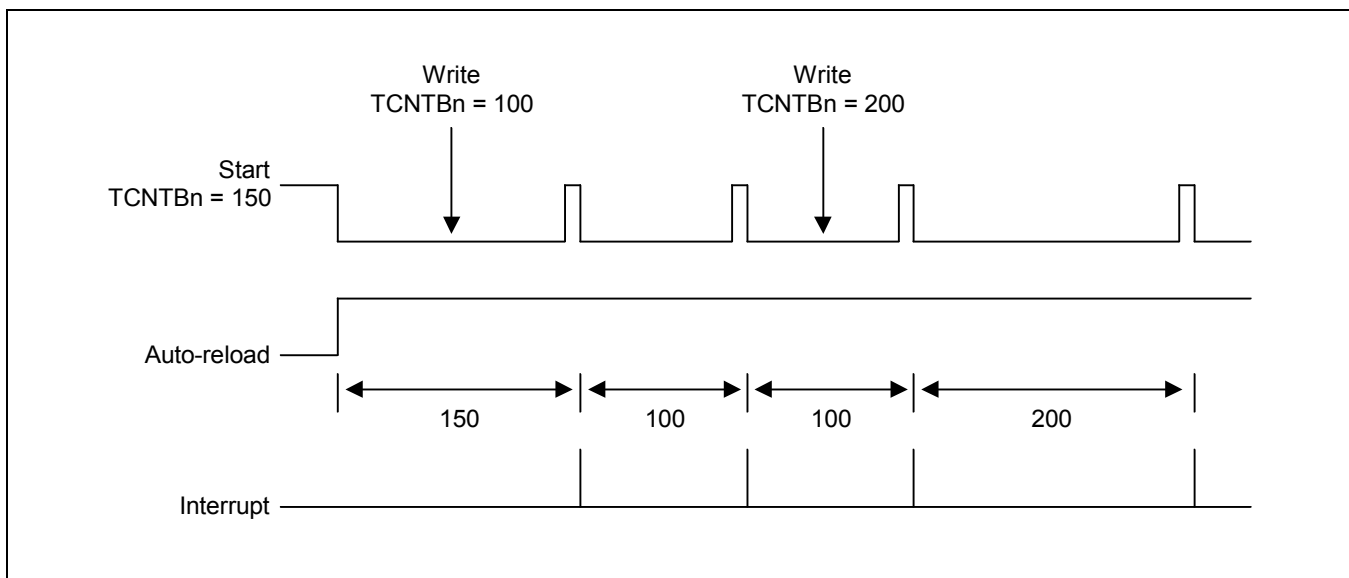 Write
TCNTBn = 100
Write
TCNTBn = 200
Start
TCNTBn = 150
Auto-reload
150
100
100
200
Interrupt